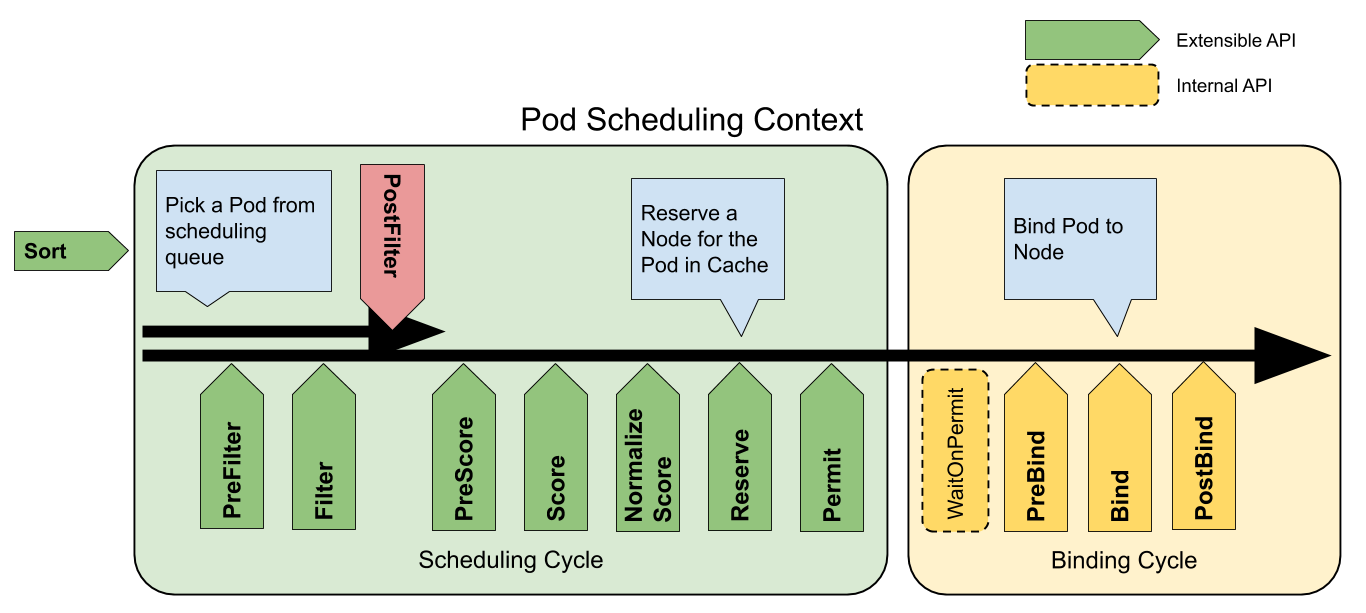 Extensible API
Internal API
Pod Scheduling Context
Sort
Pick a Pod from
scheduling
queue
PostFilter
Reserve a
Node for the
Pod in Cache
Bind Pod to
Node
PreFilter
Filter
PreScore
Score
Normalize
Score
Reserve
Permit
WaitOnPermit
PreBind
Bind
PostBind
Scheduling Cycle
Binding Cycle